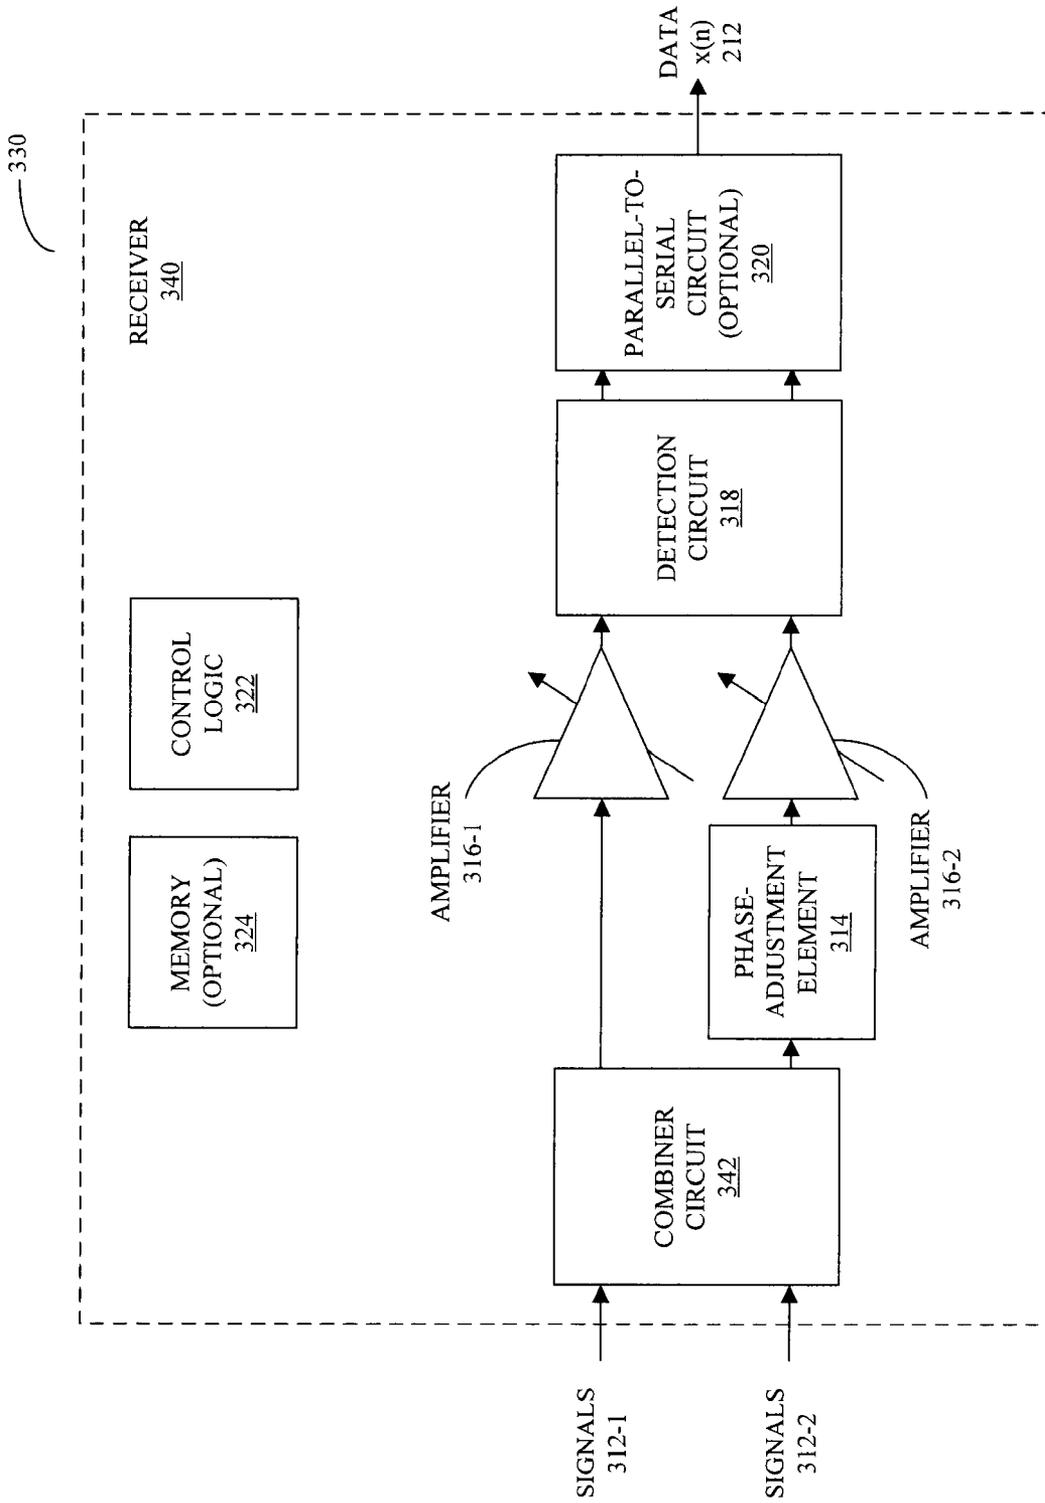 330
RECEIVER
340
MEMORY
(OPTIONAL)
324
CONTROL
LOGIC
322
SIGNALS
312-1
SIGNALS
312-2
COMBINER
CIRCUIT
342
PHASE-
ADJUSTMENT
ELEMENT
314
AMPLIFIER
316-1
AMPLIFIER
316-2
DETECTION
CIRCUIT
318
PARALLEL-TO-
SERIAL
CIRCUIT
(OPTIONAL)
320
DATA
x(n)
212